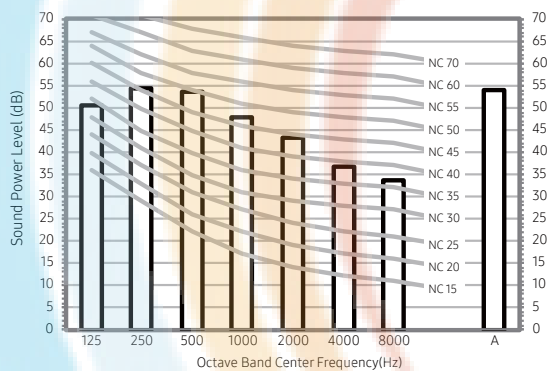 70
65
60
55
50
45
40
35
30
25
20
15
10
5
0
Sound Power Level (dB)
NC 70
NC 60
NC 55
NC 50
NC 45
NC 40
NC 35
NC 30
NC 25
NC 20
NC 15
70
65
60
55
50
45
40
35
30
25
20
15
10
5
0
125 250 500 1000 2000 4000 8000 A
Octave Band Center Frequency(Hz)